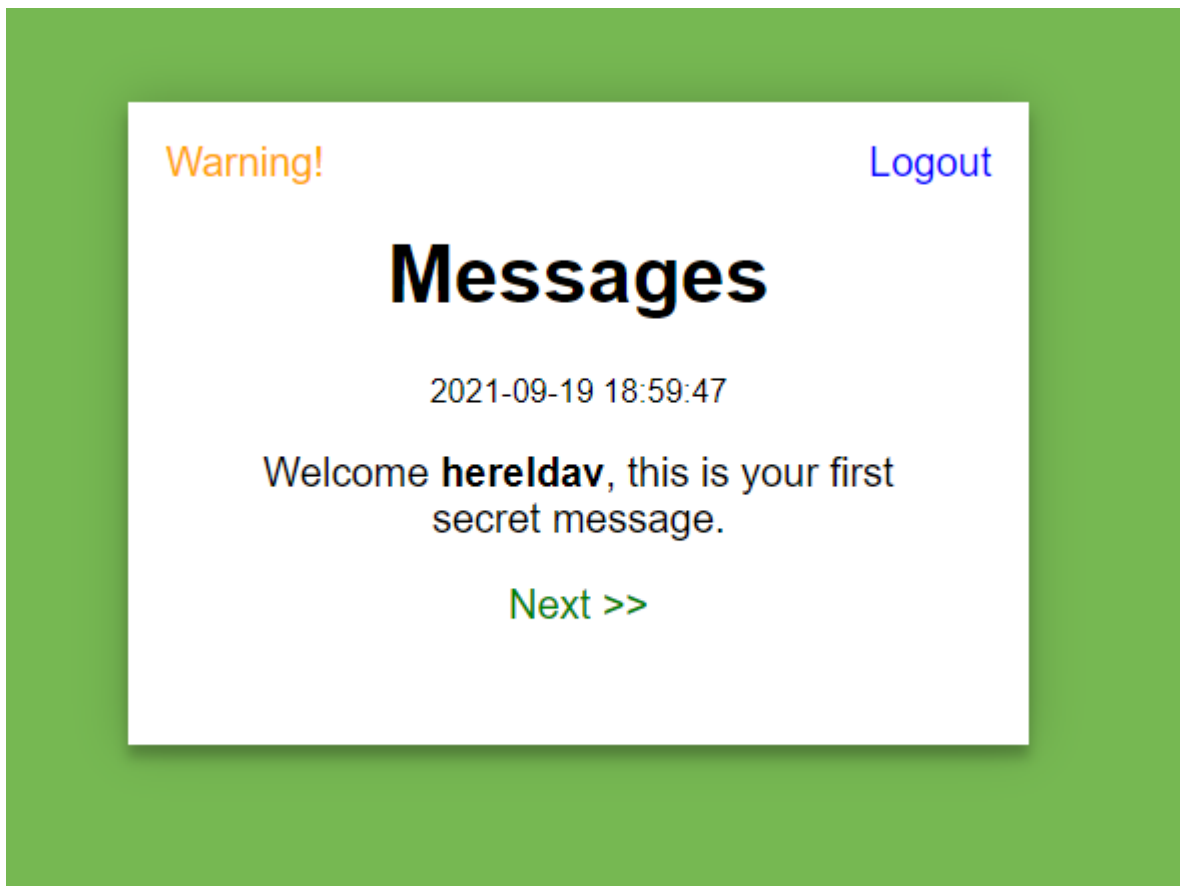 Warning!
Logout
Messages
2021-09-19 18:59:47
Welcome hereldav, this is your first
secret message.
Next >>